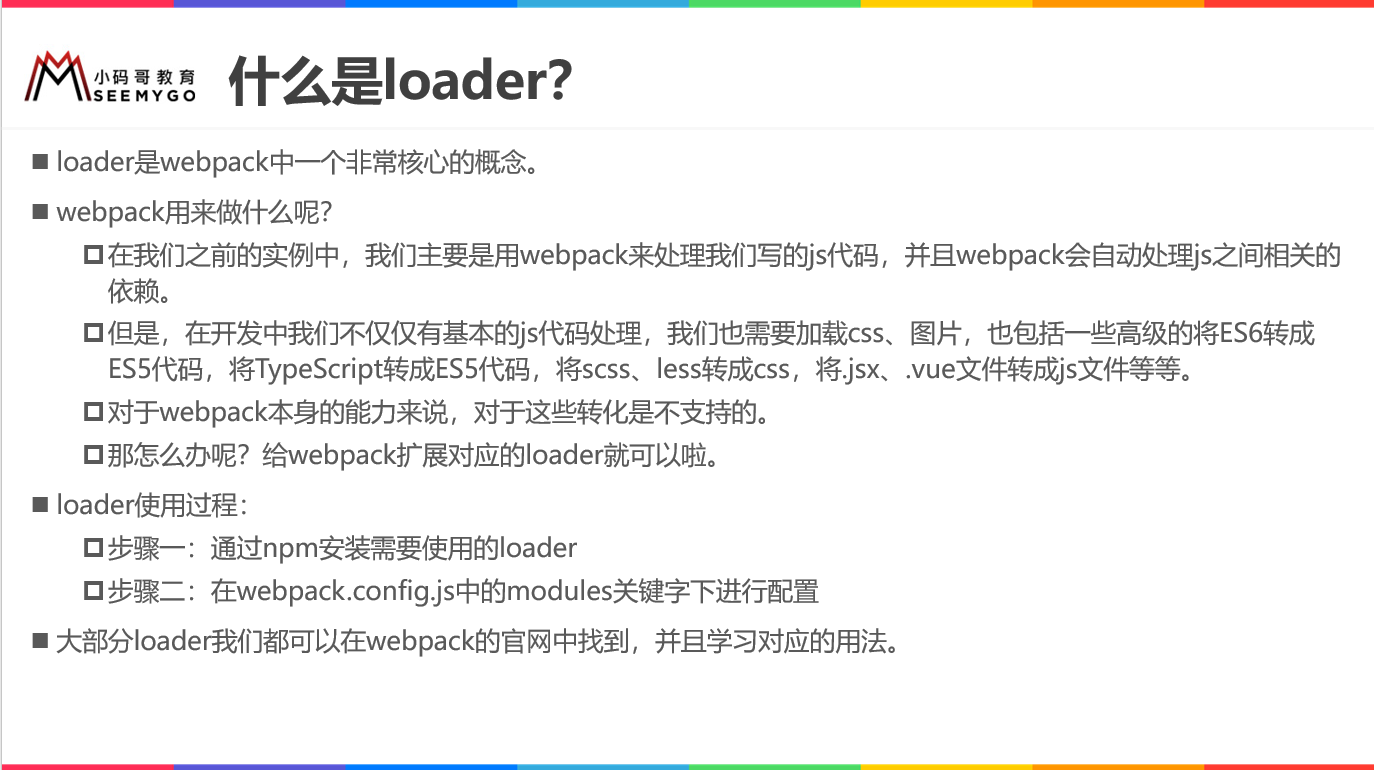 小码哥教育
SEEMYGO
什么是loader？
loader是webpack中一个非常核心的概念。
webpack用来做什么呢？
在我们之前的实例中，我们主要是用webpack来处理我们写的js代码，并且webpack会自动处理js之间相关的
依赖。
但是，在开发中我们不仅仅有基本的js代码处理，我们也需要加载css、图片，也包括一些高级的将ES6转成
ES5代码，将TypeScript转成ES5代码，将scss、less转成css，将.jsx、.vue文件转成js文件等等。
对于webpack本身的能力来说，对于这些转化是不支持的。
那怎么办呢？给webpack扩展对应的loader就可以啦。
loader使用过程：
步骤一：通过npm安装需要使用的loader
步骤二：在webpack.config.js中的modules关键字下进行配置
大部分loader我们都可以在webpack的官网中找到，并且学习对应的用法。